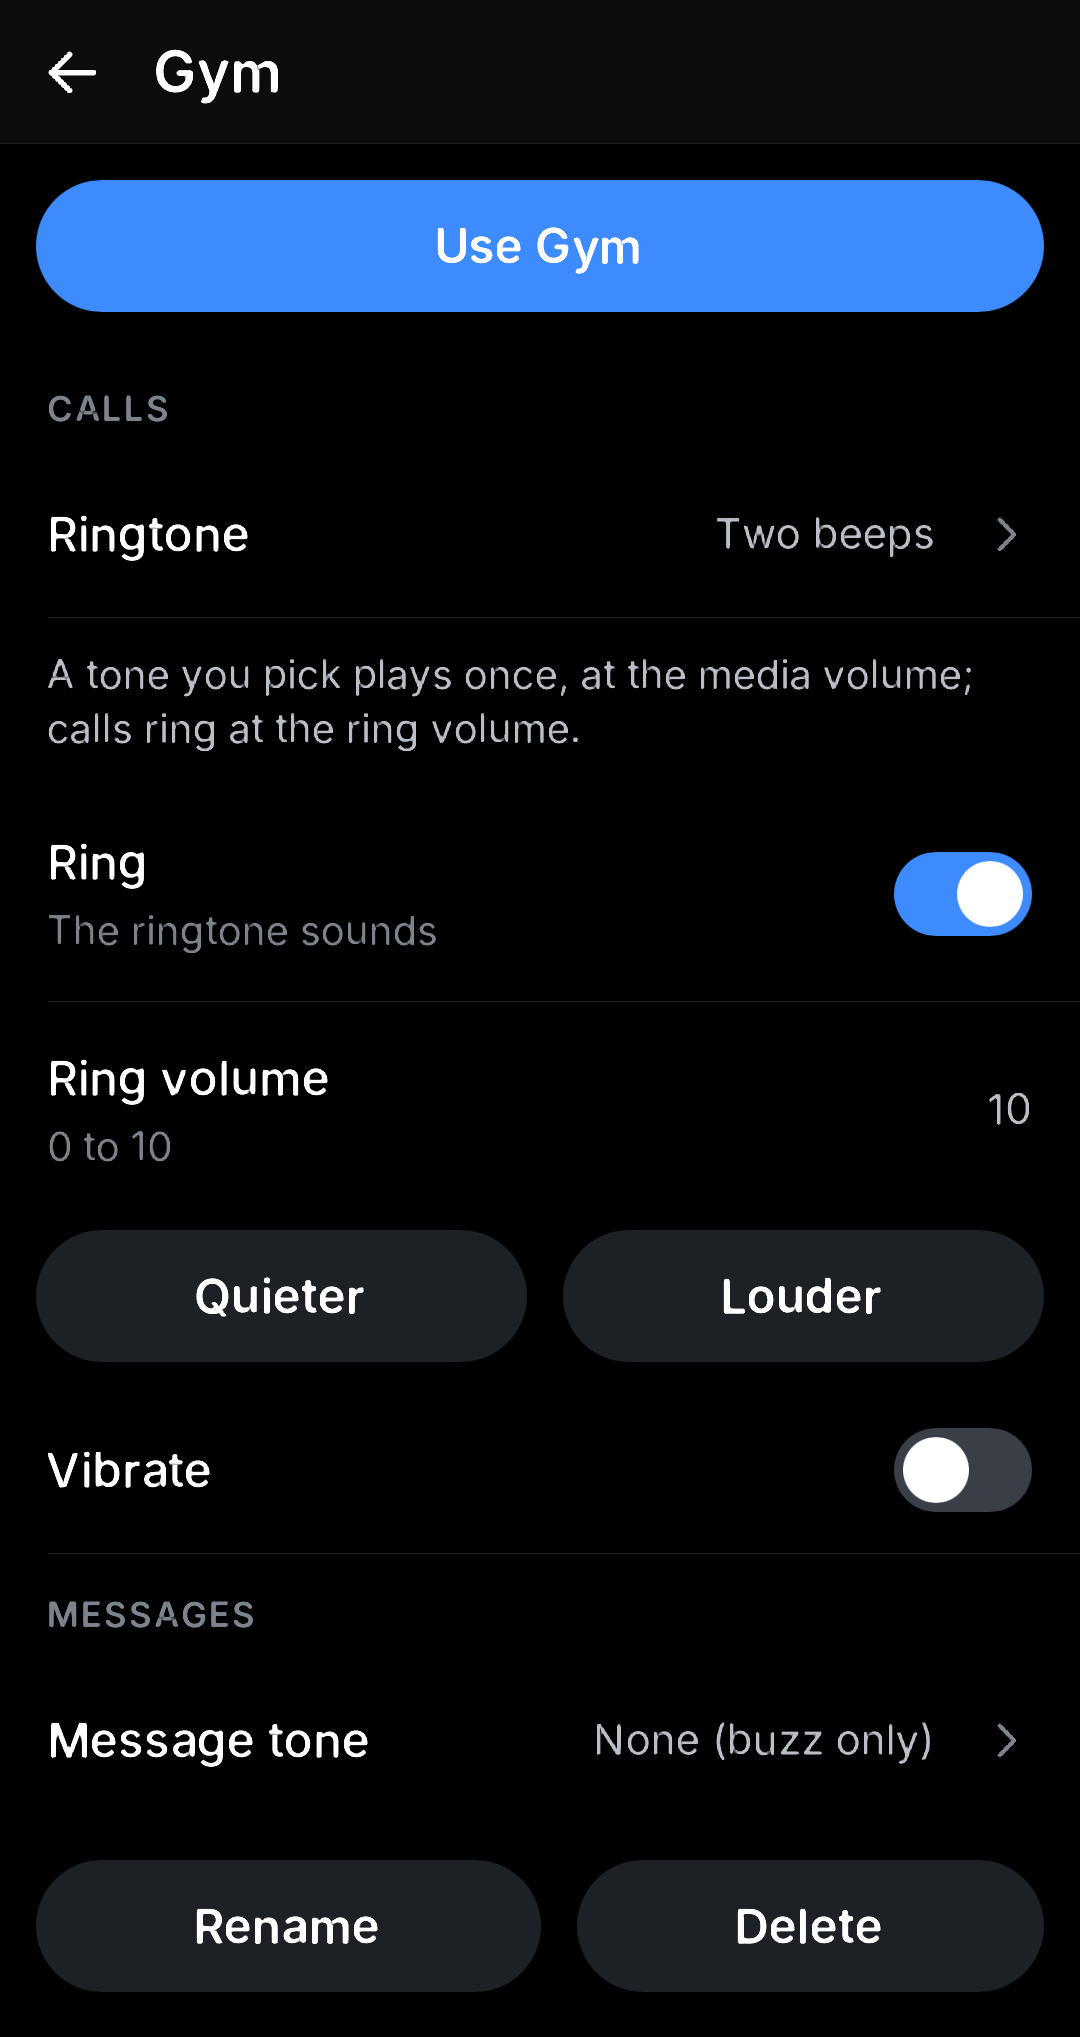 Gym
Use Gym
CALLS
Ringtone
Two beeps
A tone you pick plays once, at the media volume;
calls ring at the ring volume.
Ring
The ringtone sounds
Ring volume
0 to 10
10
Quieter
Louder
Vibrate
MESSAGES
Message tone
None (buzz only)
Rename
Delete